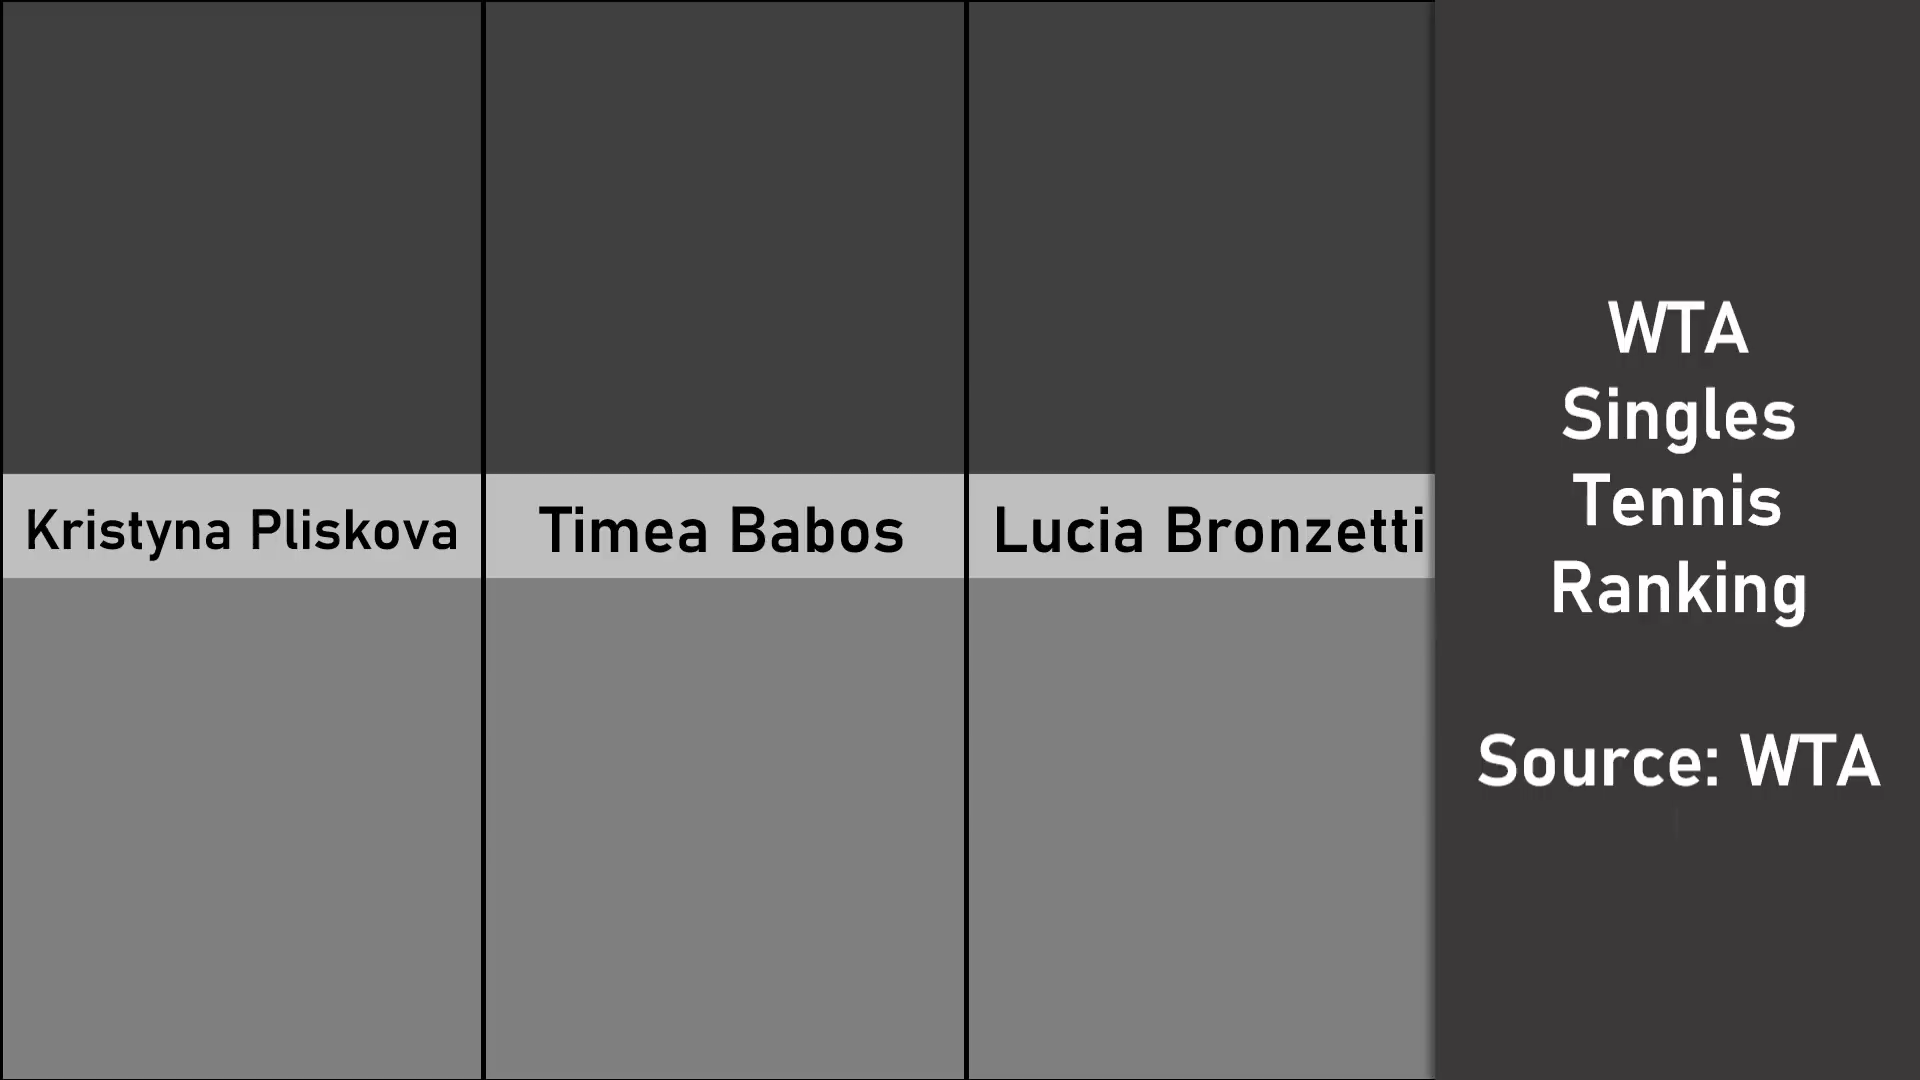 Kristyna Pliskova
Timea Babos
Lucia Bronzetti
WTA
Singles
Tennis
Ranking
Source: WTA